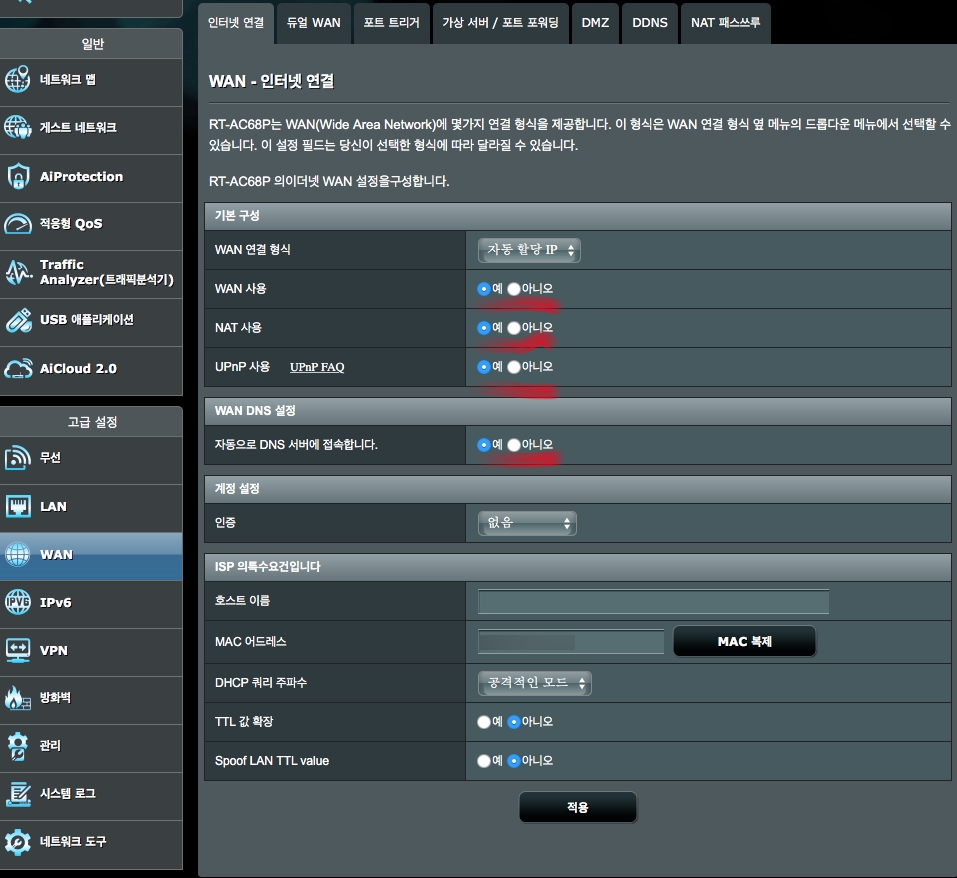 인터넷 연결
듀얼 WAN
포트 트리거
가상 서버 / 포트 포워딩
DMZ
DDNS
NAT 패스쓰루
일반
네트워크 맵
게스트 네트워크
AiProtection
적응형 QoS
Traffic
Analyzer(트래픽분석기)
USB 애플리케이션
AiCloud 2.0
고급 설정
무선
LAN
WAN
IPv6
VPN
방화벽
관리
시스템 로그
네트워크 도구
WAN - 인터넷 연결
RT-AC68P는 WAN(Wide Area Network)에 몇가지 연결 형식을 제공합니다. 이 형식은 WAN 연결 형식 옆 메뉴의 드롭다운 메뉴에서 선택할 수
있습니다. 이 설정 필드는 당신이 선택한 형식에 따라 달라질 수 있습니다.
RT-AC68P 의이더넷 WAN 설정을구성합니다.
기본 구성
WAN 연결 형식 자동 할당 IP
WAN 사용 예 아니오
NAT 사용 예 아니오
UPnP 사용 UPnP FAQ 예 아니오
WAN DNS 설정
자동으로 DNS 서버에 접속합니다. 예 아니오
계정 설정
인증 없음
ISP 의특수요건입니다
호스트 이름
MAC 어드레스 MAC 복제
DHCP 쿼리 주파수 공격적인 모드
TTL 값 확장 예 아니오
Spoof LAN TTL value 예 아니오
적용